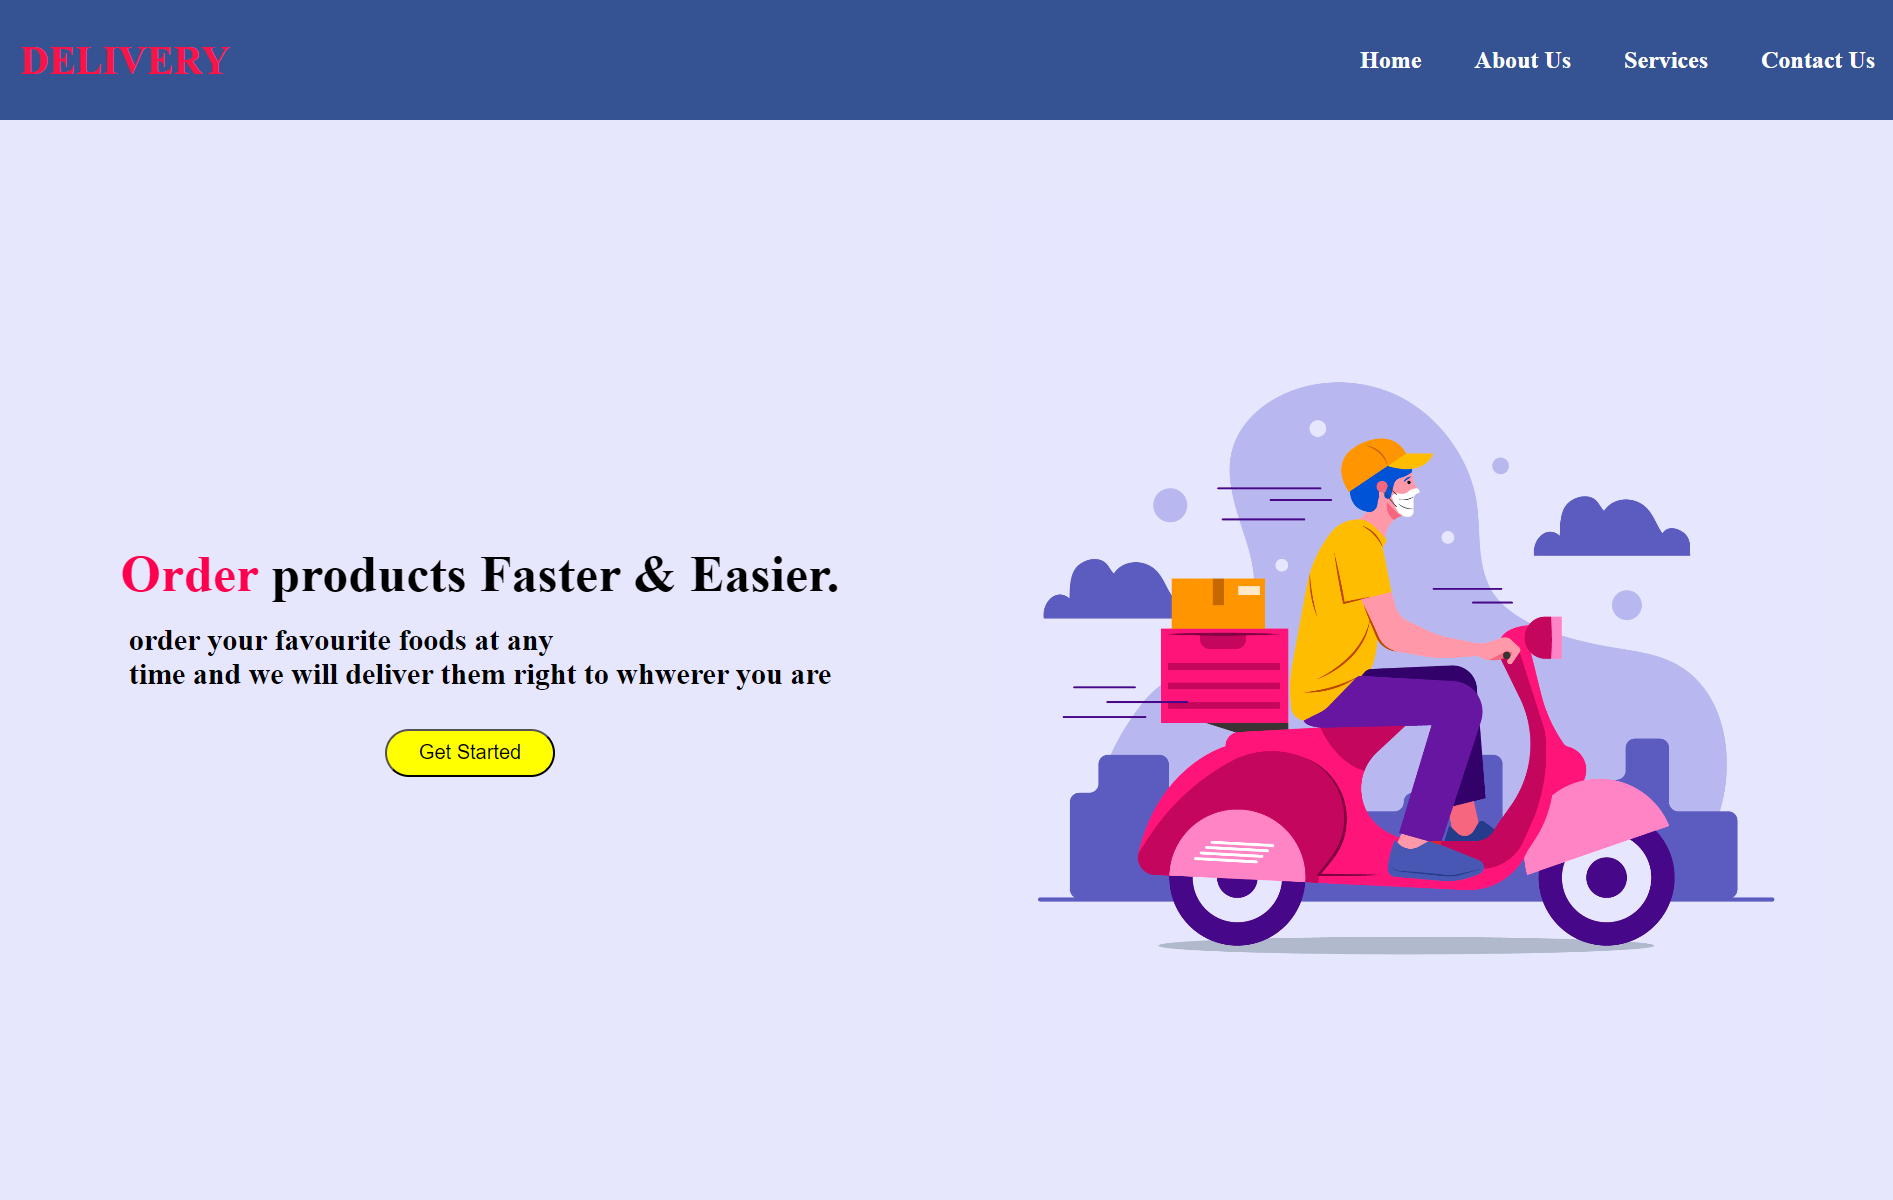 DELIVERY
Home About Us Services Contact Us
Order products Faster & Easier.
order your favourite foods at any
time and we will deliver them right to whwerer you are
Get Started